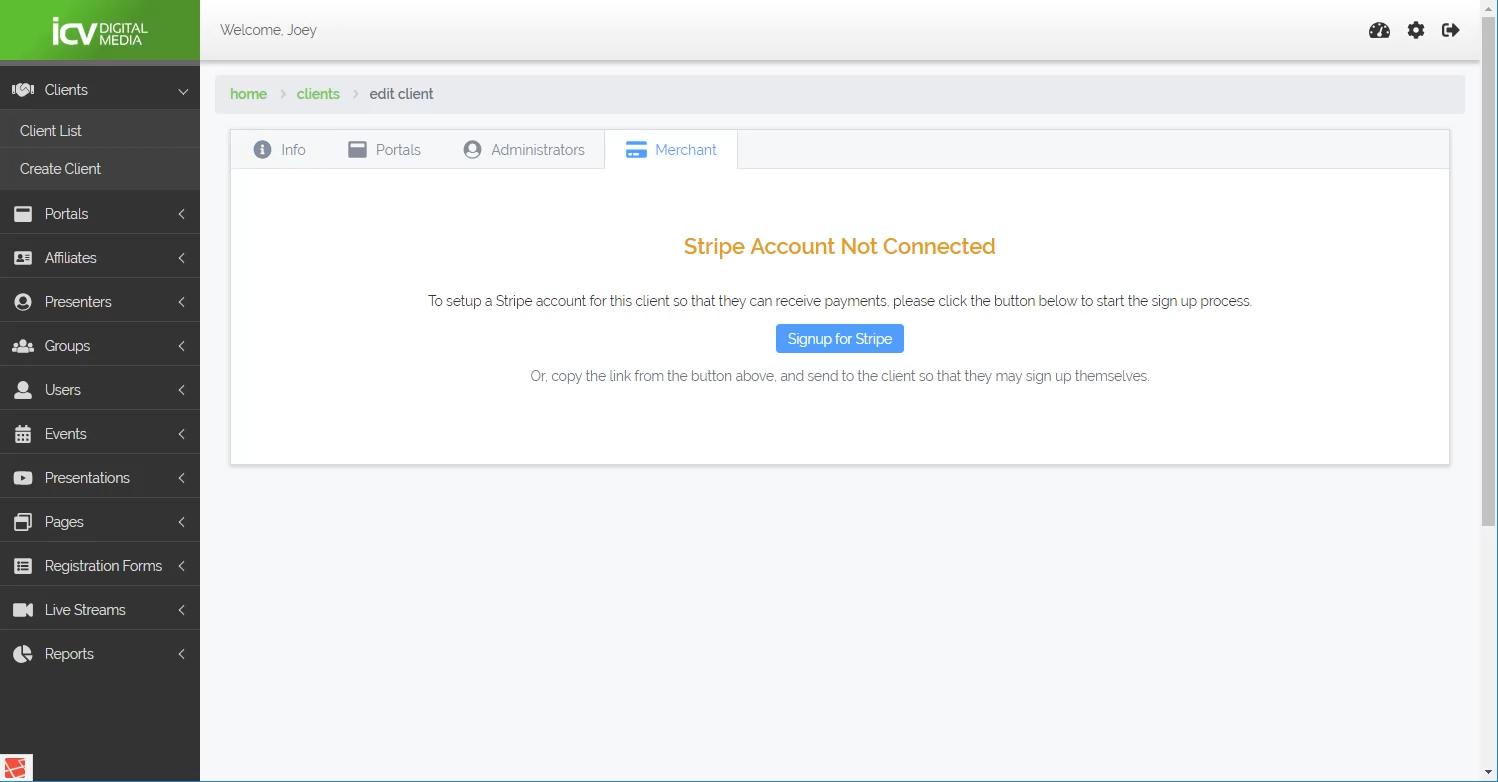 icv DIGITAL MEDIA
Welcome, Joey
Clients
Client List
Create Client
Portals
Affiliates
Presenters
Groups
Users
Events
Presentations
Pages
Registration Forms
Live Streams
Reports
home > clients > edit client
Info Portals Administrators Merchant
Stripe Account Not Connected
To setup a Stripe account for this client so that they can receive payments, please click the button below to start the sign up process.
Signup for Stripe
Or, copy the link from the button above, and send to the client so that they may sign up themselves.